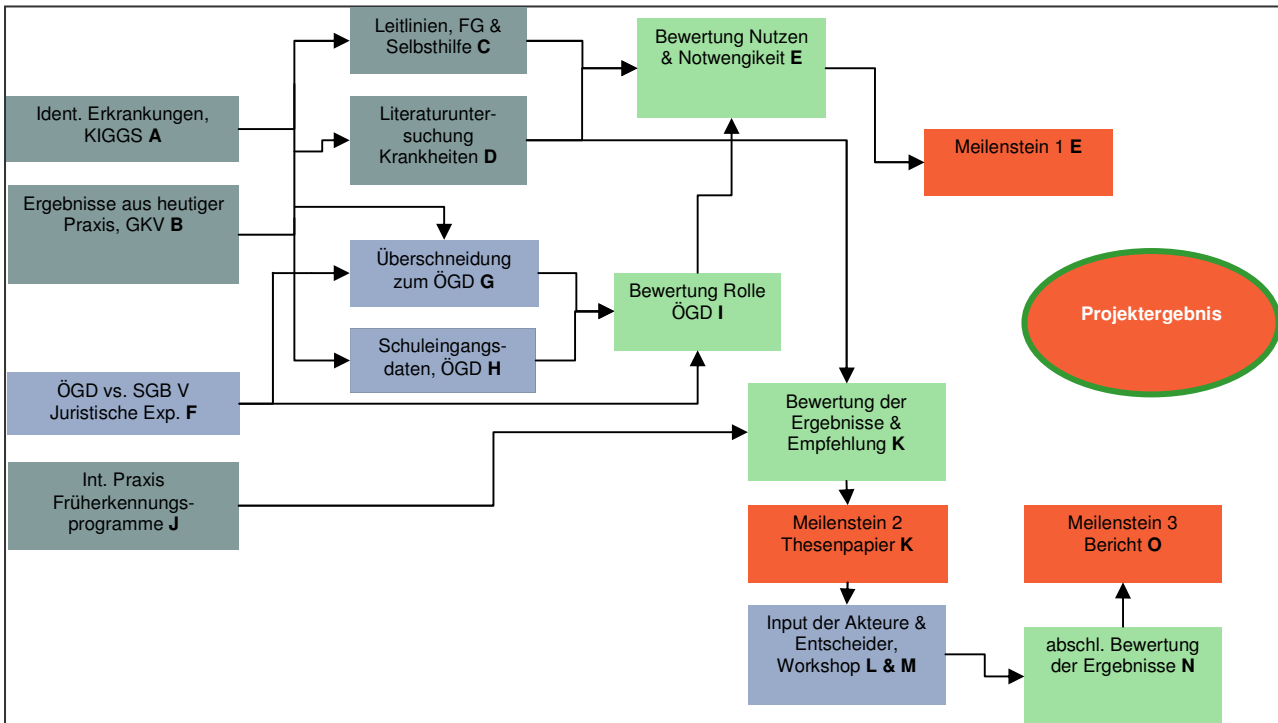 Leitlinien, FG &
Selbsthilfe C
Bewertung Nutzen
& Notwengikeit E
Ident. Erkrankungen,
KIGGS A
Literaturunter-
suchung
Krankheiten D
Meilenstein 1 E
Ergebnisse aus heutiger
Praxis, GKV B
Überschneidung
zum ÖGD G
Bewertung Rolle
ÖGD I
Projektergebnis
Schuleingangs-
daten, ÖGD H
ÖGD vs. SGB V
Juristische Exp. F
Bewertung der
Ergebnisse &
Empfehlung K
Int. Praxis
Früherkennungs-
programme J
Meilenstein 2
Thesenpapier K
Meilenstein 3
Bericht O
Input der Akteure &
Entscheider,
Workshop L & M
abschl. Bewertung
der Ergebnisse N